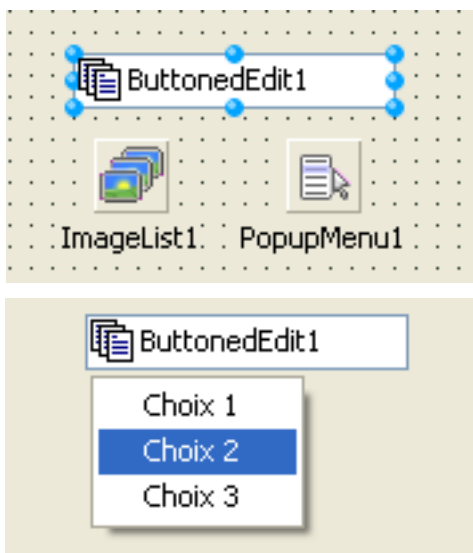 ButtonedEdit1
ImageList1 PopupMenu1
ButtonedEdit1
Choix 1
Choix 2
Choix 3